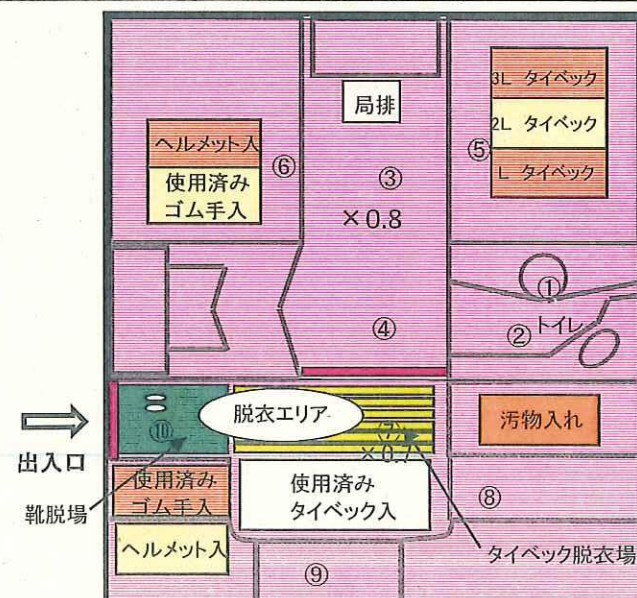 局排
3L タイベック
2L タイベック
L タイベック
⑤
ヘルメット入
使用済み
ゴム手入
⑥
③
×0.8
①
② トイレ
④
出入口
靴脱場
⑩
脱衣エリア
⑦
×0.7
汚物入れ
使用済み
ゴム手入
使用済み
タイベック入
⑧
ヘルメット入
⑨
タイベック脱衣場